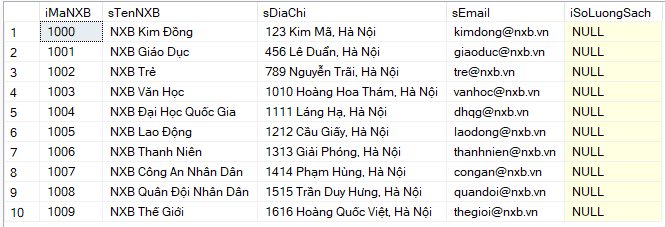 iMaNXB sTenNXB sDiaChi sEmail iSoLuongSach
1 1000 NXB Kim Đồng 123 Kim Mã, Hà Nội kimdong@nxb.vn NULL
2 1001 NXB Giáo Dục 456 Lê Duẩn, Hà Nội giaoduc@nxb.vn NULL
3 1002 NXB Trẻ 789 Nguyễn Trãi, Hà Nội tre@nxb.vn NULL
4 1003 NXB Văn Học 1010 Hoàng Hoa Thám, Hà Nội vanhoc@nxb.vn NULL
5 1004 NXB Đại Học Quốc Gia 1111 Láng Hạ, Hà Nội dhqg@nxb.vn NULL
6 1005 NXB Lao Động 1212 Cầu Giấy, Hà Nội laodong@nxb.vn NULL
7 1006 NXB Thanh Niên 1313 Giải Phóng, Hà Nội thanhnien@nxb.vn NULL
8 1007 NXB Công An Nhân Dân 1414 Phạm Hùng, Hà Nội congan@nxb.vn NULL
9 1008 NXB Quân Đội Nhân Dân 1515 Trần Duy Hưng, Hà Nội quandoi@nxb.vn NULL
10 1009 NXB Thế Giới 1616 Hoàng Quốc Việt, Hà Nội thegioi@nxb.vn NULL